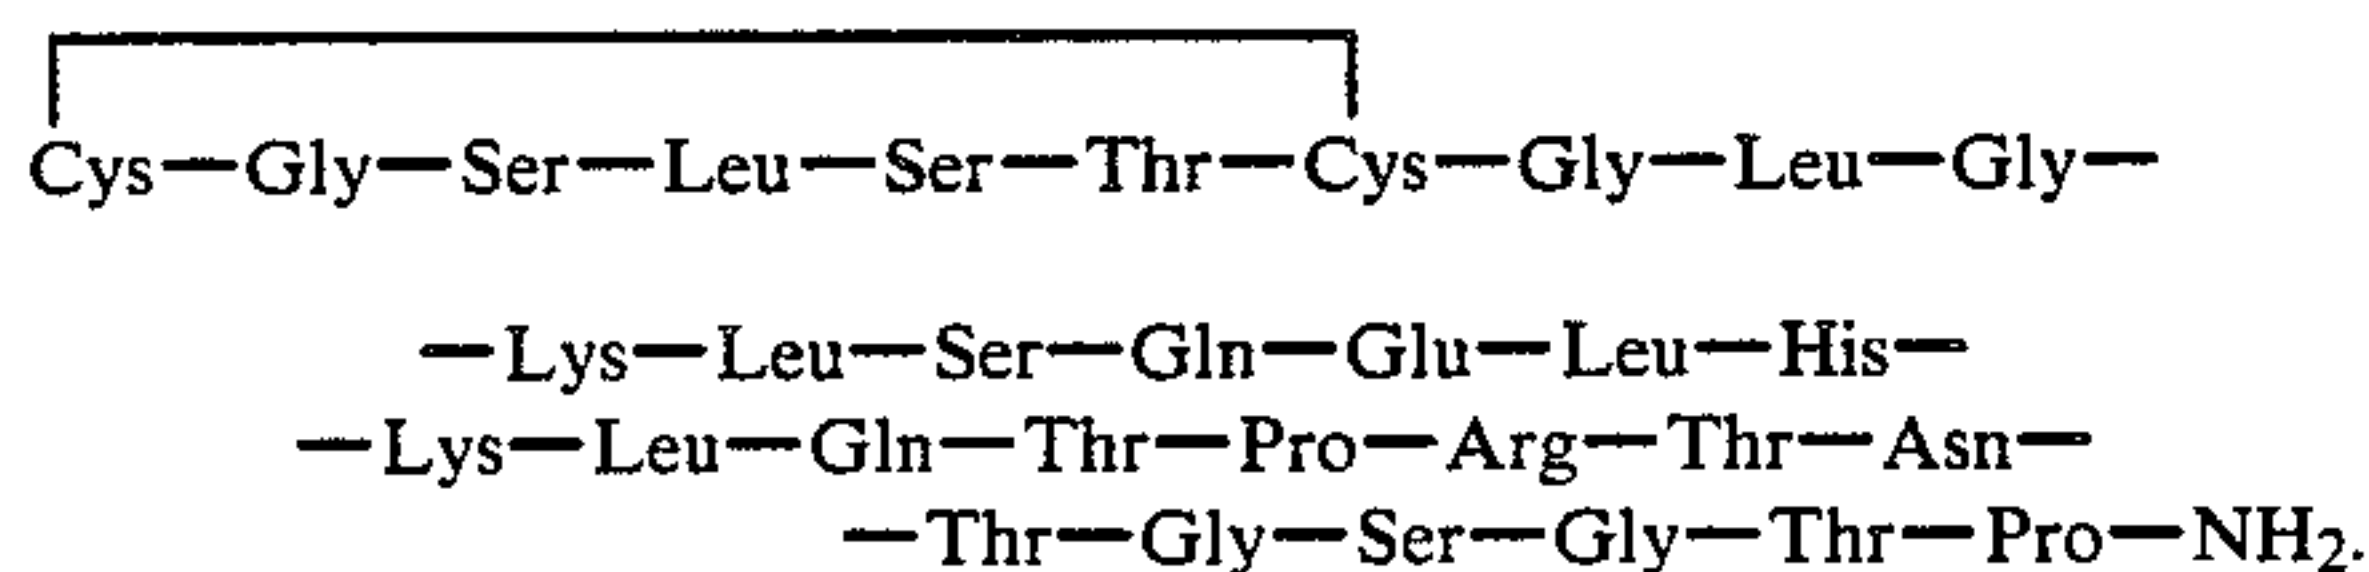 Cys—Gly—Ser—Leu—Ser—Thr—Cys—Gly—Leu—Gly—
—Lys—Leu—Ser—Gln—Glu—Leu—His—
—Lys—Leu—Gln—Thr—Pro—Arg—Thr—Asn—
—Thr—Gly—Ser—Gly—Thr—Pro—NH₂.